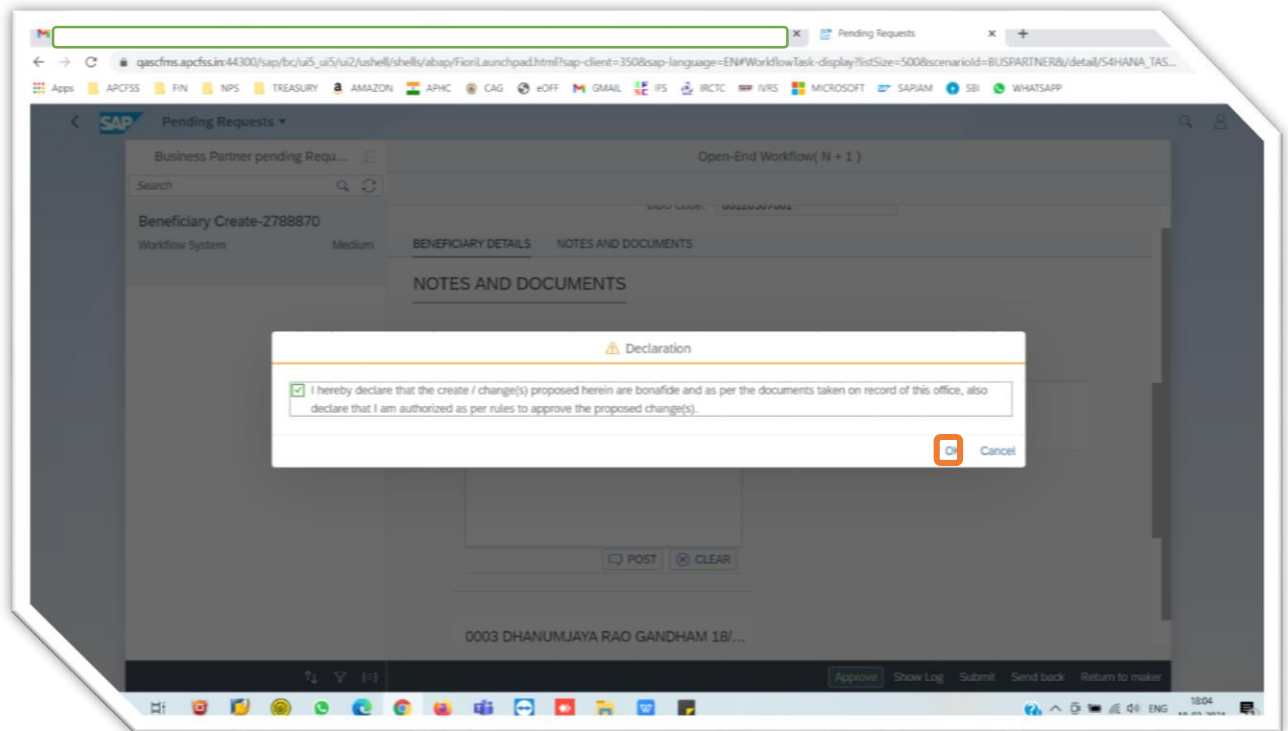 Pending Requests
qascfms.apcfss.in:44300/sap/bc/ui5_ui5/ui2/ushell/shells/abap/FioriLaunchpad.html?sap-client=350&sap-language=EN#WorkflowTask-display?listSize=500&scenarioId=BUSPARTNER&/detail/S4HANA_TAS...
Apps APCFSS FIN NPS TREASURY AMAZON APHC CAG eOFF GMAIL IFS IRCTC IVRS MICROSOFT SAPJAM SBI WHATSAPP
SAP Pending Requests
Business Partner pending Requ... Open-End Workflow( N + 1 )
Search
DDO Code:
Beneficiary Create-2788870
Workflow System Medium
BENEFICIARY DETAILS NOTES AND DOCUMENTS
NOTES AND DOCUMENTS
Declaration
I hereby declare that the create / change(s) proposed herein are bonafide and as per the documents taken on record of this office, also
declare that I am authorized as per rules to approve the proposed change(s).
OK Cancel
POST CLEAR
0003 DHANUMJAYA RAO GANDHAM 18/...
Approve Show Log Submit Send back Return to maker
ENG 18:04